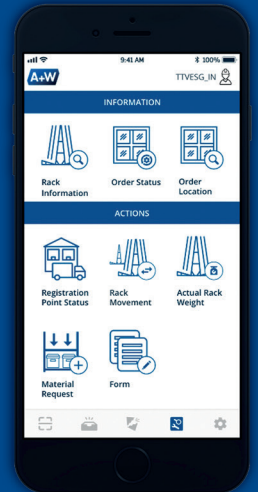 9:41 AM
100%
A+W
TTVESG_IN
INFORMATION
Rack
Information
Order Status
Order
Location
ACTIONS
Registration
Point Status
Rack
Movement
Actual Rack
Weight
Material
Request
Form